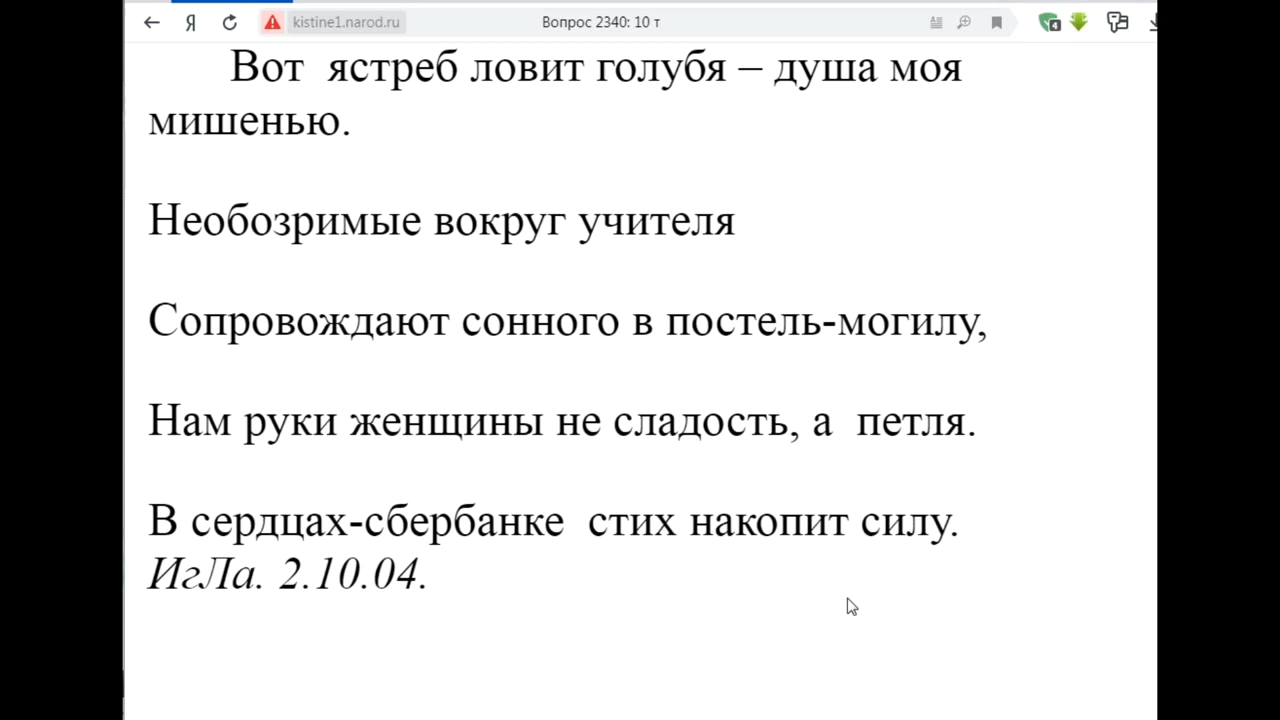 Я kistine1.narod.ru Вопрос 2340: 10 т 4
Вот ястреб ловит голубя – душа моя
мишенью.
Необозримые вокруг учителя
Сопровождают сонного в постель-могилу,
Нам руки женщины не сладость, а петля.
В сердцах-сбербанке стих накопит силу.
ИгЛа. 2.10.04.